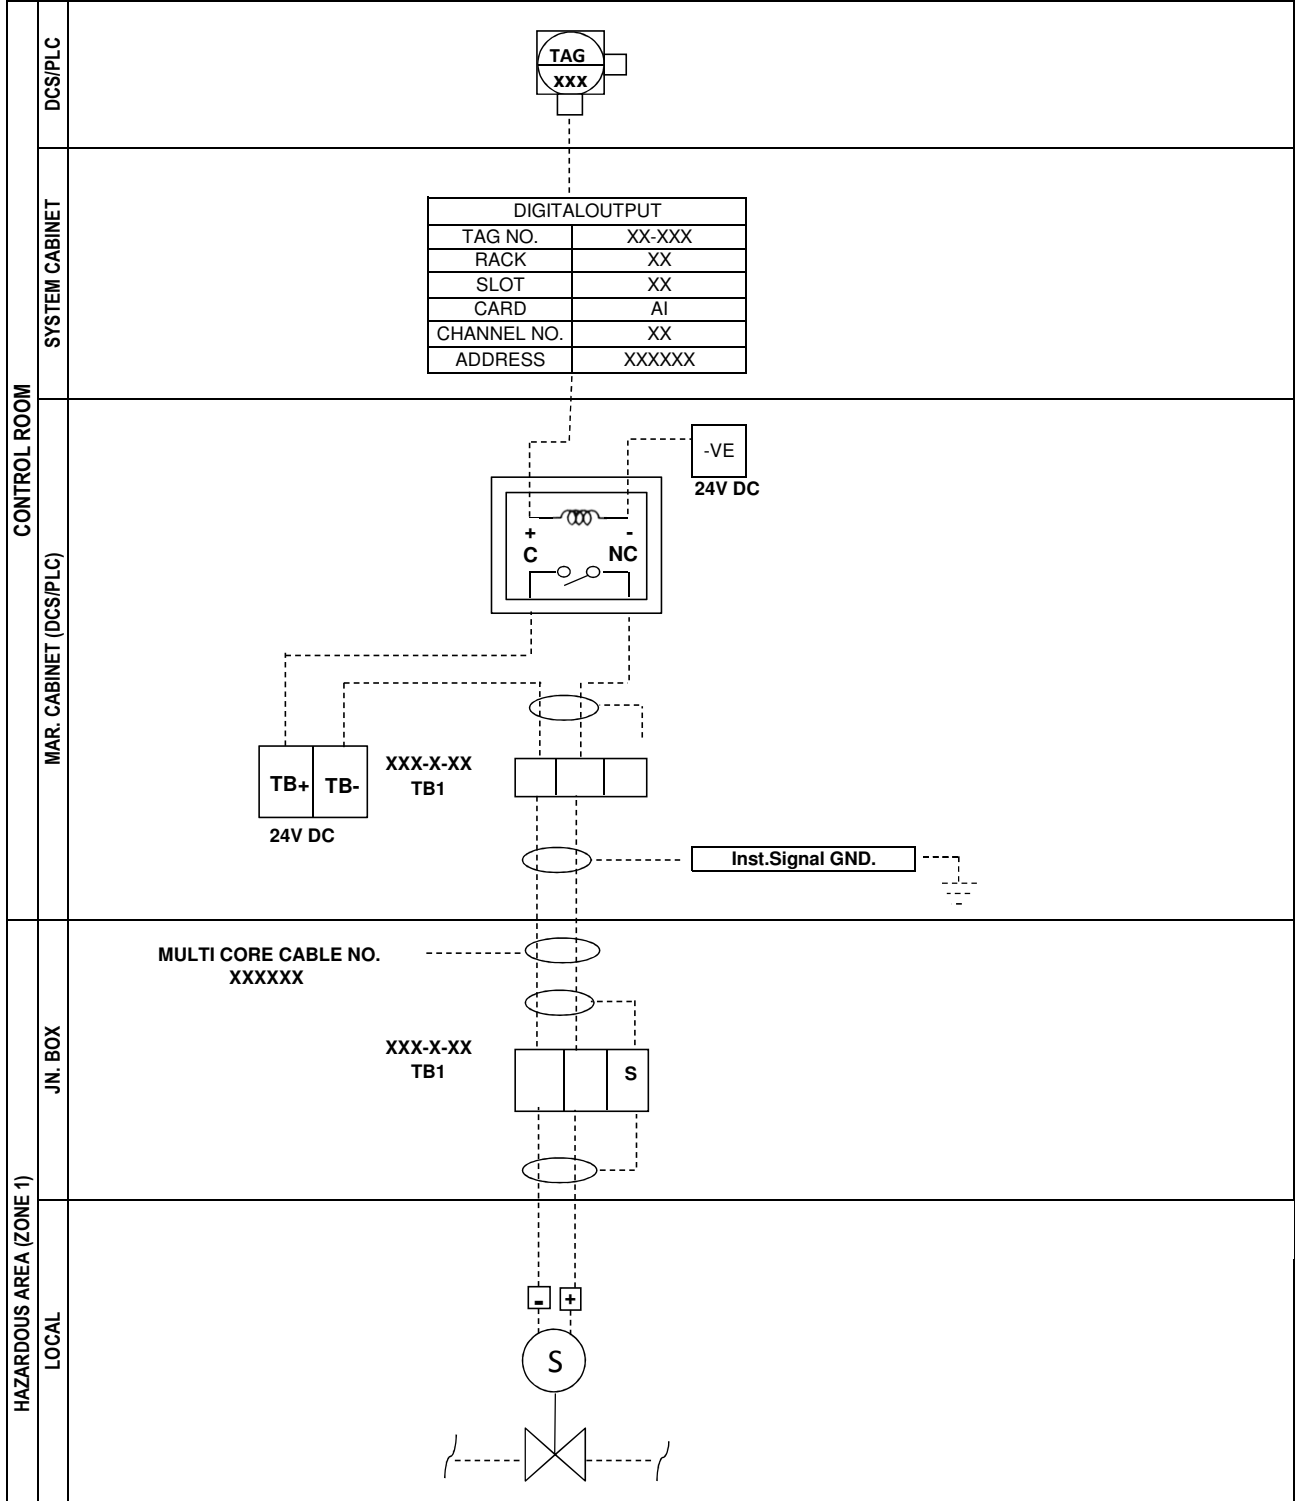 DCS/PLC
TAG
XXX
SYSTEM CABINET
DIGITALOUTPUT
TAG NO. XX-XXX
RACK XX
SLOT XX
CARD AI
CHANNEL NO. XX
ADDRESS XXXXXX
CONTROL ROOM
MAR. CABINET (DCS/PLC)
-VE
24V DC
+ -
C NC
TB+ TB-
24V DC
XXX-X-XX
TB1
Inst.Signal GND.
HAZARDOUS AREA (ZONE 1)
JN. BOX
MULTI CORE CABLE NO.
XXXXXX
XXX-X-XX
TB1
S
LOCAL
- +
S